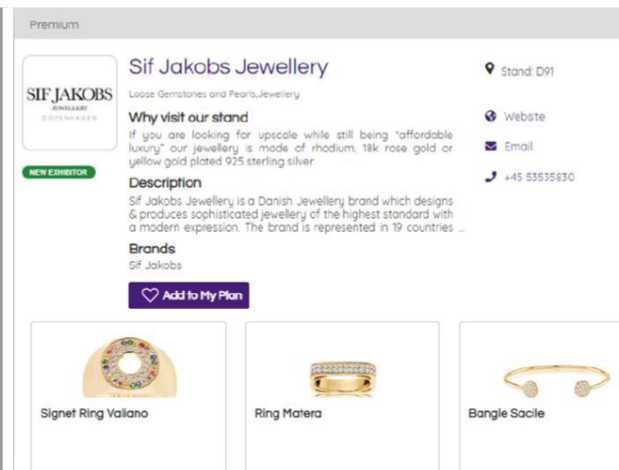 Premium
Sif Jakobs Jewellery
Stand: D91
SIF JAKOBS
JEWELLERY
COPENHAGEN
Loose Gemstones and Pearls,Jewellery
Why visit our stand
Website
If you are looking for upscale while still being "affordable
luxury" our jewellery is made of rhodium, 18k rose gold or
yellow gold plated 925 sterling silver.
Email
NEW EXHIBITOR
+45 53535830
Description
Sif Jakobs Jewellery is a Danish Jewellery brand which designs
& produces sophisticated jewellery of the highest standard with
a modern expression. The brand is represented in 19 countries ...
Brands
Sif Jakobs
Add to My Plan
Signet Ring Valiano
Ring Matera
Bangle Sacile